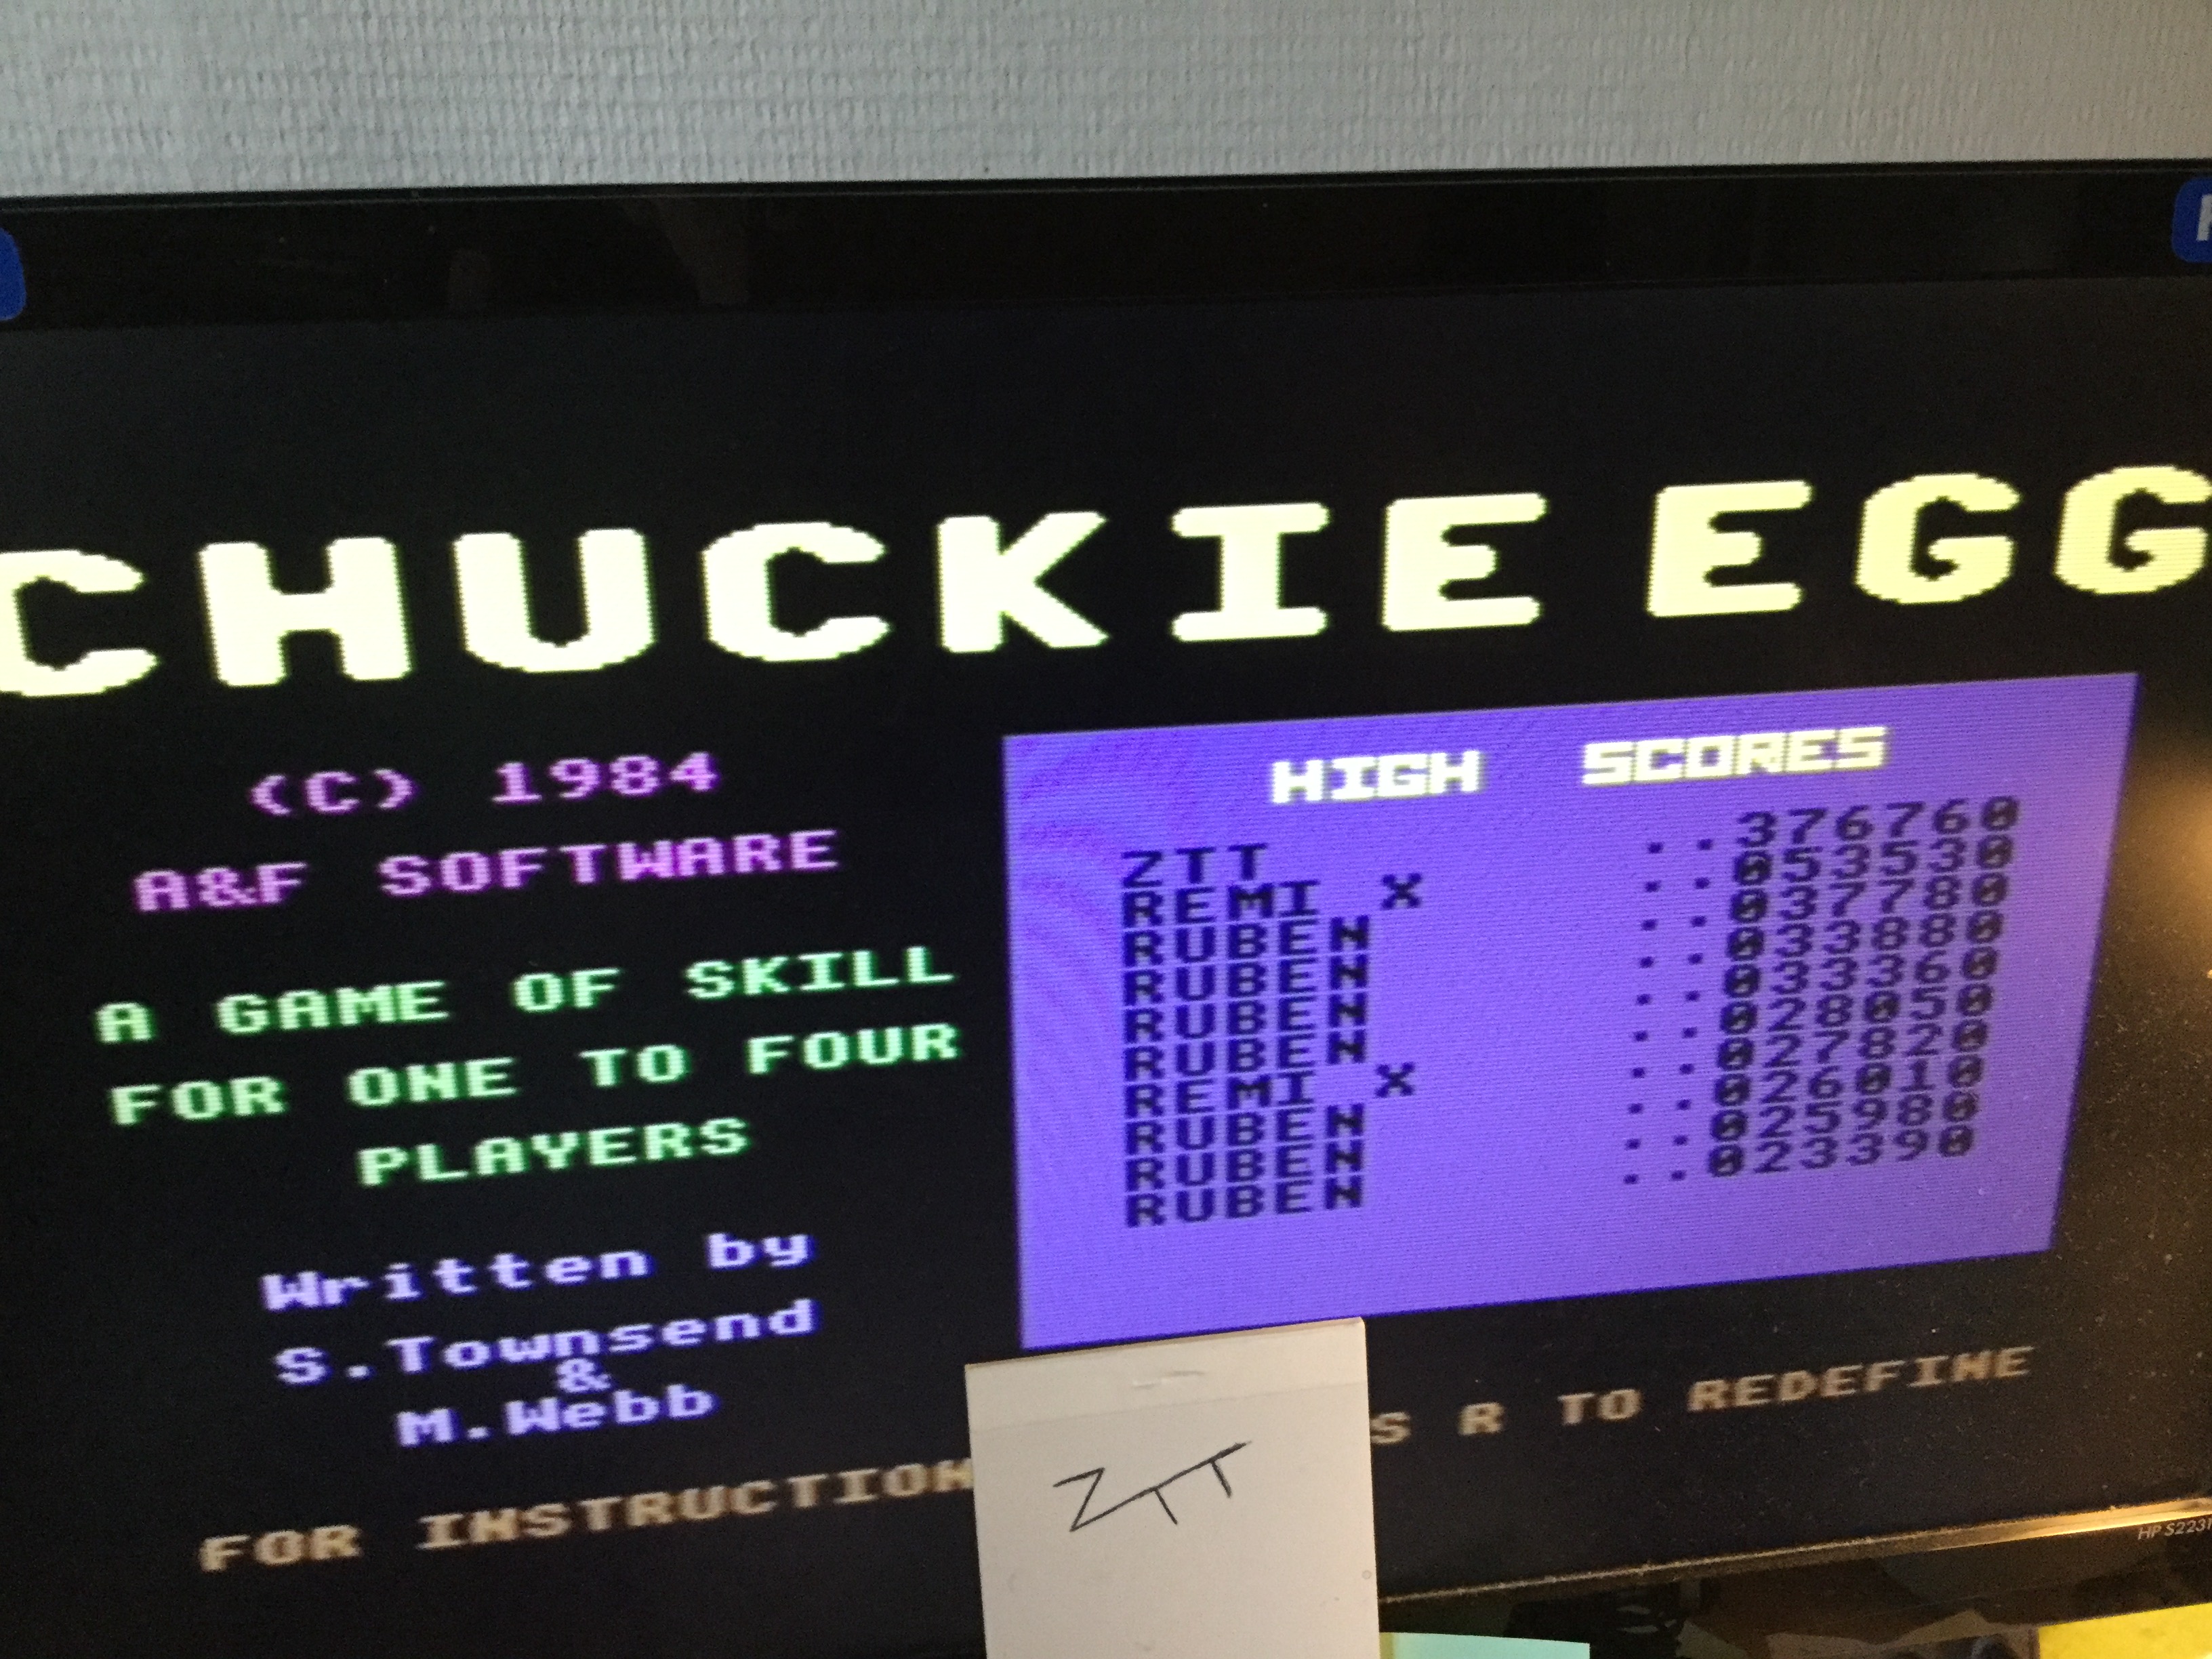 CHUCKIE EGG
(C) 1984
A&F SOFTWARE
A GAME OF SKILL
FOR ONE TO FOUR
PLAYERS
Written by
S.Townsend
&
M.Webb
HIGH SCORES
ZTT ..376760
REMI X ..053530
RUBEN ..037780
RUBEN ..033880
RUBEN ..033360
RUBEN ..028050
REMI X ..027820
RUBEN ..026010
RUBEN ..025980
RUBEN ..023390
FOR INSTRUCTION
S R TO REDEFINE
ZTT
HP